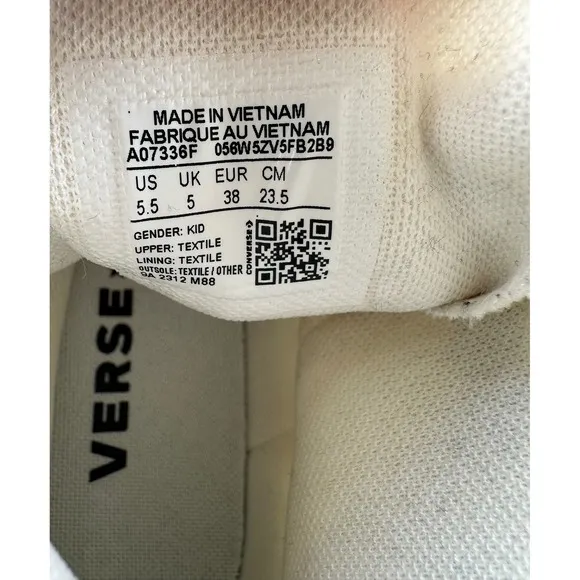 MADE IN VIETNAM
FABRIQUE AU VIETNAM
A07336F 056W5ZV5FB2B9
US UK EUR CM
5.5 5 38 23.5
GENDER: KID
UPPER: TEXTILE
LINING: TEXTILE
OUTSOLE: TEXTILE / OTHER
9A 2312 M88
CONVERSE
VERSE